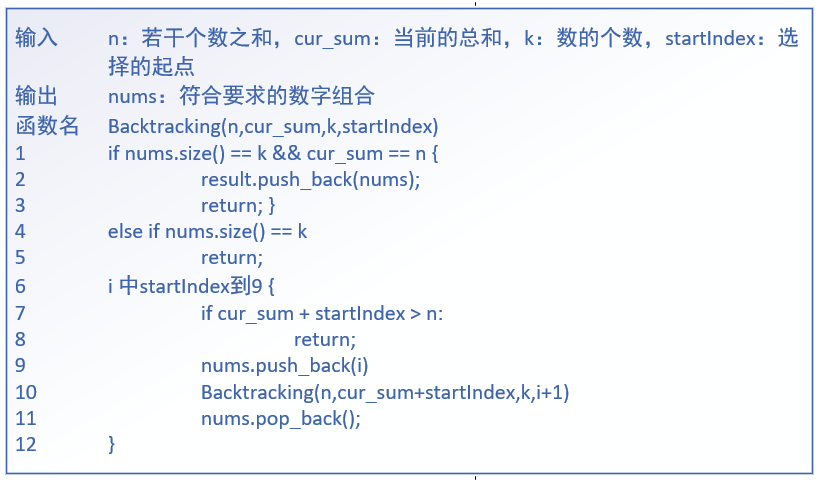 输入 n：若干个数之和，cur_sum：当前的总和，k：数的个数，startIndex：选
择的起点
输出 nums：符合要求的数字组合
函数名 Backtracking(n,cur_sum,k,startIndex)
1 if nums.size() == k && cur_sum == n {
2 result.push_back(nums);
3 return; }
4 else if nums.size() == k
5 return;
6 i 中startIndex到9 {
7 if cur_sum + startIndex > n:
8 return;
9 nums.push_back(i)
10 Backtracking(n,cur_sum+startIndex,k,i+1)
11 nums.pop_back();
12 }